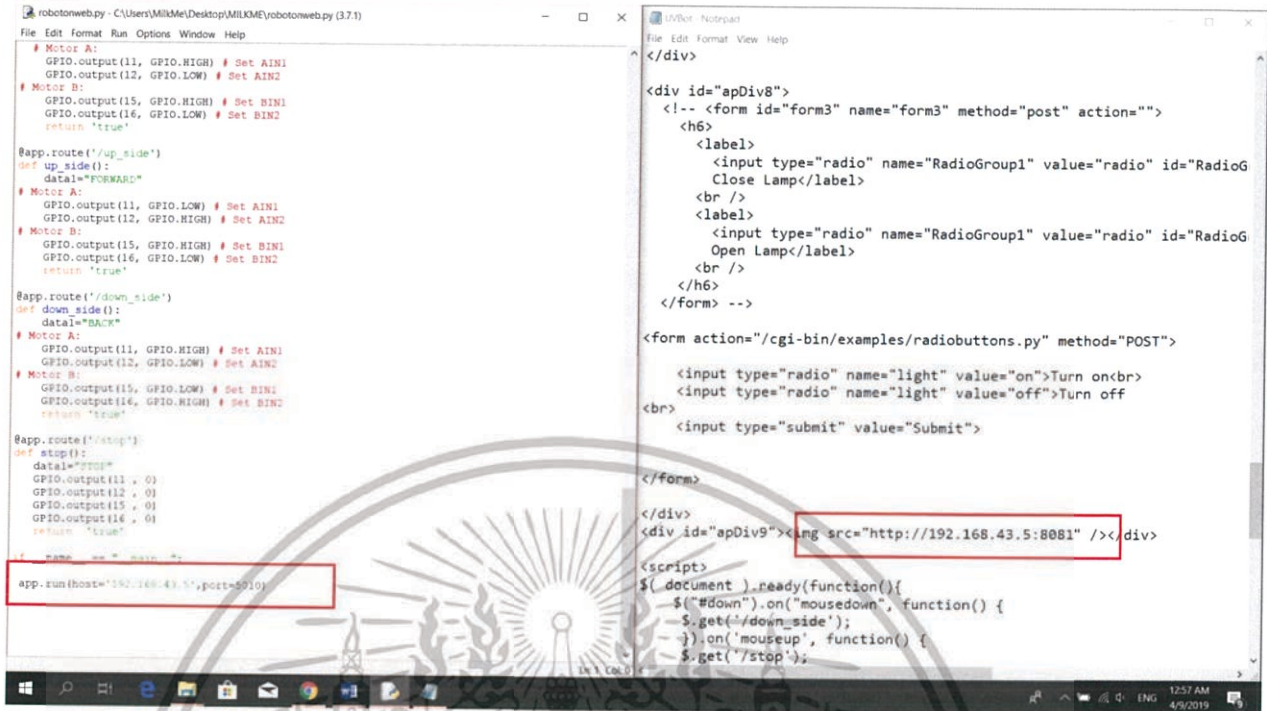 robotonweb.py - C:\Users\MilkMe\Desktop\MILKME\robotonweb.py (3.7.1)
File Edit Format Run Options Window Help
# Motor A:
GPIO.output(11, GPIO.HIGH) # Set AIN1
GPIO.output(12, GPIO.LOW) # Set AIN2
# Motor B:
GPIO.output(15, GPIO.HIGH) # Set BIN1
GPIO.output(16, GPIO.LOW) # Set BIN2
return 'true'
@app.route('/up_side')
def up_side():
data1="FORWARD"
# Motor A:
GPIO.output(11, GPIO.LOW) # Set AIN1
GPIO.output(12, GPIO.HIGH) # Set AIN2
# Motor B:
GPIO.output(15, GPIO.HIGH) # Set BIN1
GPIO.output(16, GPIO.LOW) # Set BIN2
return 'true'
@app.route('/down_side')
def down_side():
data1="BACK"
# Motor A:
GPIO.output(11, GPIO.HIGH) # Set AIN1
GPIO.output(12, GPIO.LOW) # Set AIN2
# Motor B:
GPIO.output(15, GPIO.LOW) # Set BIN1
GPIO.output(16, GPIO.HIGH) # Set BIN2
return 'true'
@app.route('/stop')
def stop():
data1="STOP"
GPIO.output(11 , 0)
GPIO.output(12 , 0)
GPIO.output(15 , 0)
GPIO.output(16 , 0)
return 'true'
if __name__ == "__main__":
app.run(host='192.168.43.5',port=5010)
Ln 1 Col 0
UVBot - Notepad
File Edit Format View Help
</div>
<div id="apDiv8">
<!-- <form id="form3" name="form3" method="post" action="">
<h6>
<label>
<input type="radio" name="RadioGroup1" value="radio" id="RadioG
Close Lamp</label>
<br />
<label>
<input type="radio" name="RadioGroup1" value="radio" id="RadioG
Open Lamp</label>
<br />
</h6>
</form> -->
<form action="/cgi-bin/examples/radiobuttons.py" method="POST">
<input type="radio" name="light" value="on">Turn on<br>
<input type="radio" name="light" value="off">Turn off
<br>
<input type="submit" value="Submit">
</form>
</div>
<div id="apDiv9"><img src="http://192.168.43.5:8081" /></div>
<script>
$( document ).ready(function(){
$("#down").on("mousedown", function() {
$.get('/down_side');
}).on('mouseup', function() {
$.get('/stop');
ENG
12:57 AM
4/9/2019